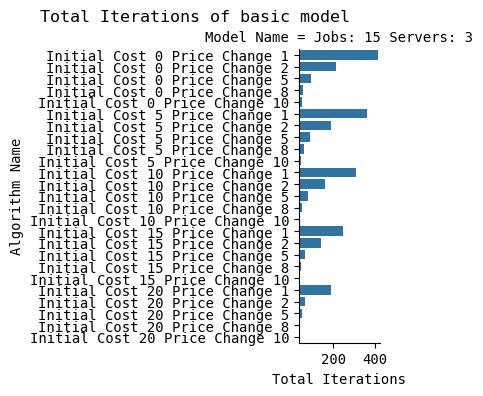 Total Iterations of basic model
Model Name = Jobs: 15 Servers: 3
Initial Cost 0 Price Change 1
Initial Cost 0 Price Change 2
Initial Cost 0 Price Change 5
Initial Cost 0 Price Change 8
Initial Cost 0 Price Change 10
Initial Cost 5 Price Change 1
Initial Cost 5 Price Change 2
Initial Cost 5 Price Change 5
Initial Cost 5 Price Change 8
Initial Cost 5 Price Change 10
Initial Cost 10 Price Change 1
Initial Cost 10 Price Change 2
Initial Cost 10 Price Change 5
Initial Cost 10 Price Change 8
Initial Cost 10 Price Change 10
Initial Cost 15 Price Change 1
Initial Cost 15 Price Change 2
Initial Cost 15 Price Change 5
Initial Cost 15 Price Change 8
Initial Cost 15 Price Change 10
Initial Cost 20 Price Change 1
Initial Cost 20 Price Change 2
Initial Cost 20 Price Change 5
Initial Cost 20 Price Change 8
Initial Cost 20 Price Change 10
Algorithm Name
200 400
Total Iterations